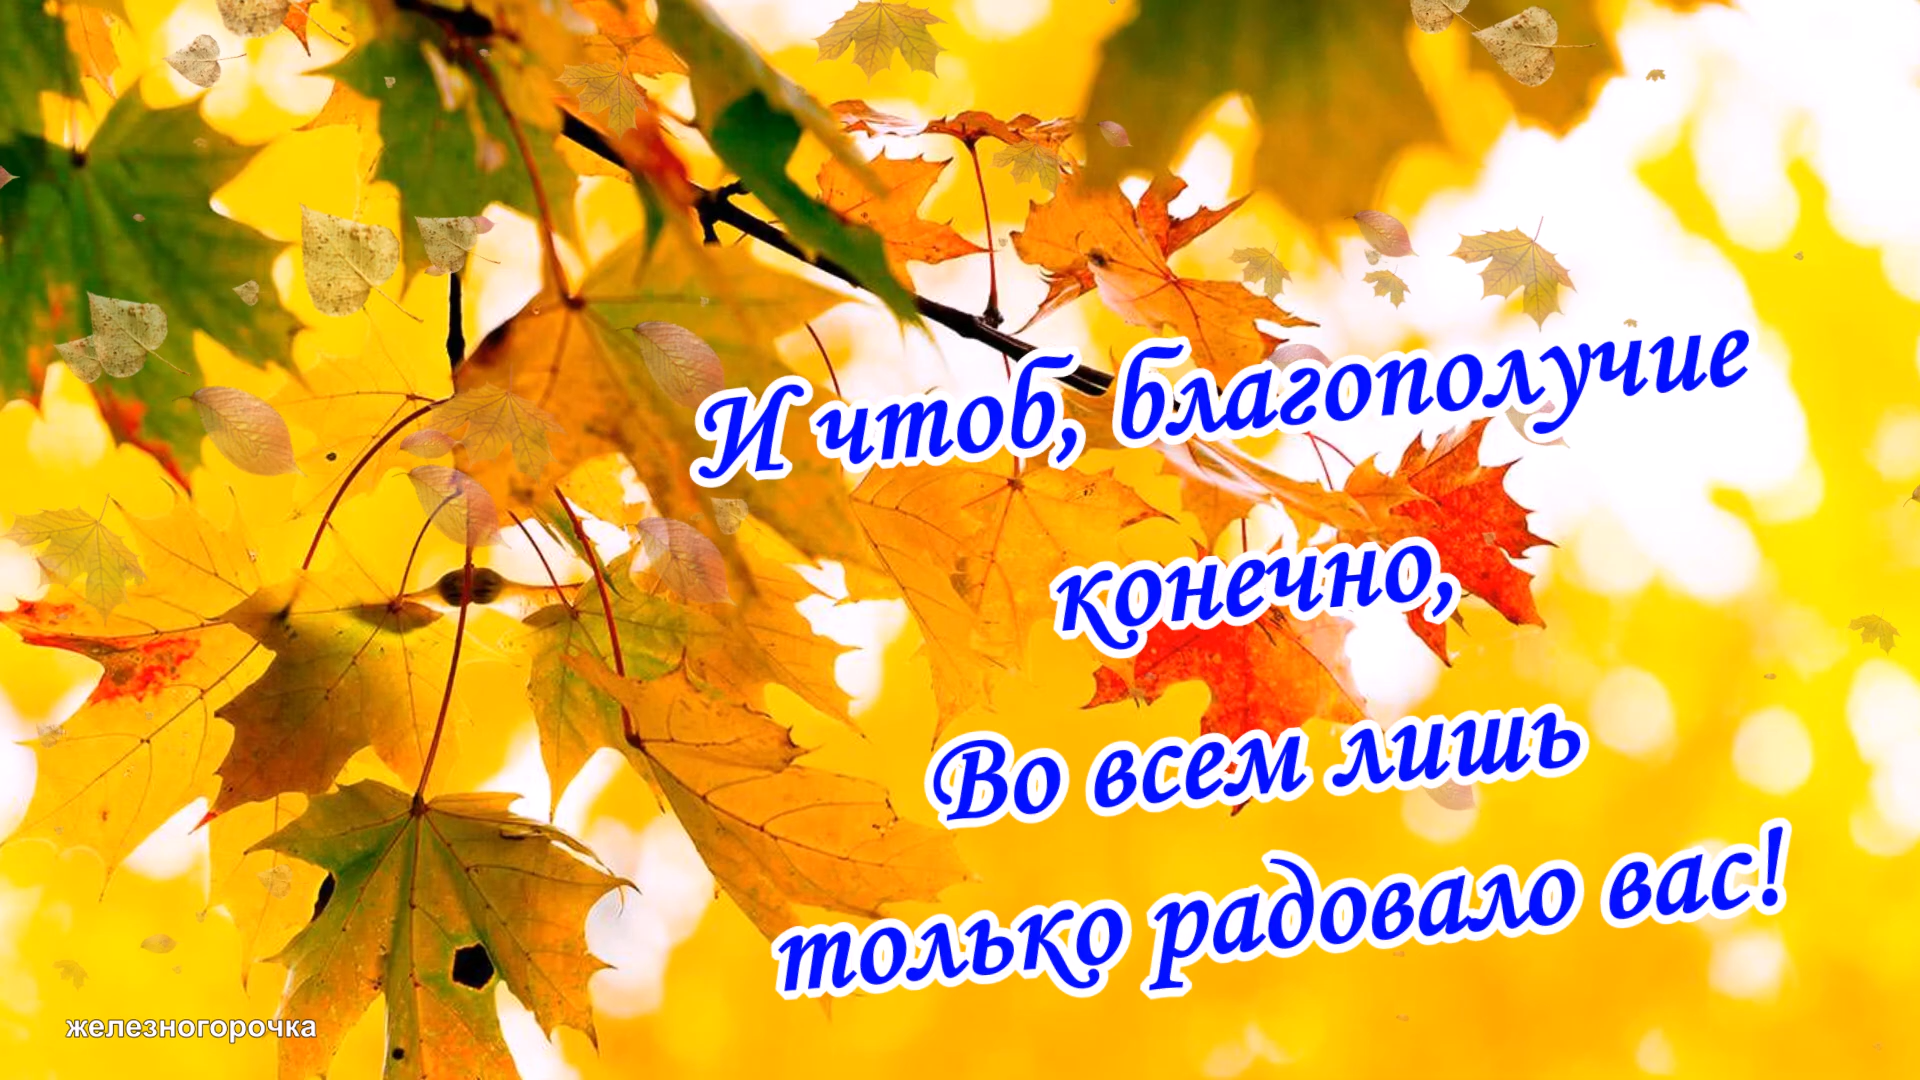 И чтоб, благополучие
конечно,
Во всем лишь
только радовало вас!
железногорочка